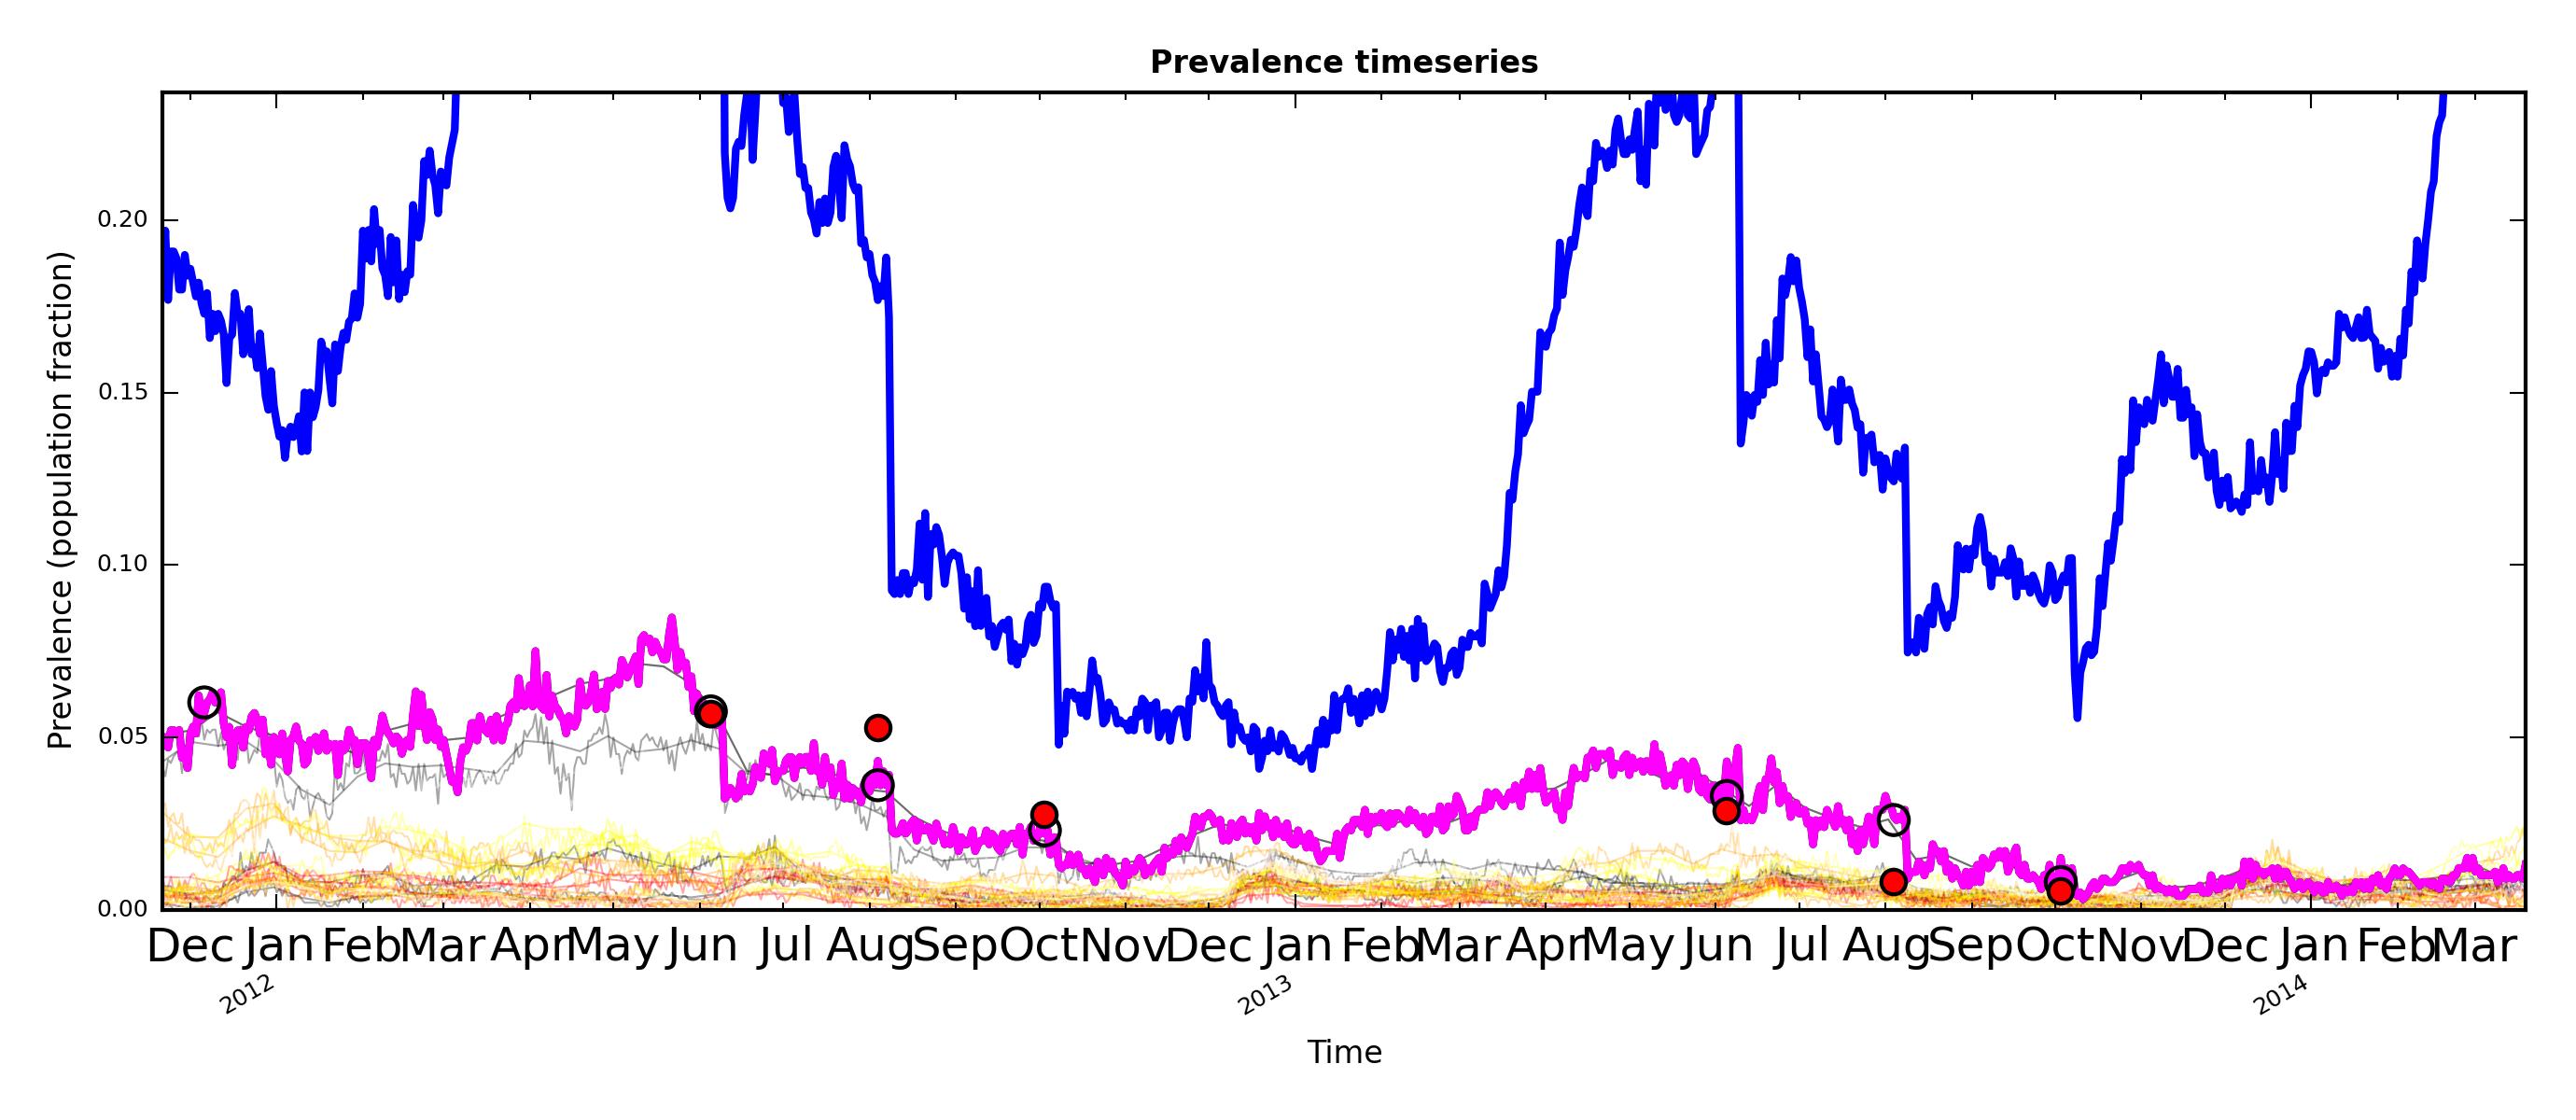 Prevalence timeseries
Prevalence (population fraction)
0.20
0.15
0.10
0.05
0.00
Dec Jan Feb Mar Apr May Jun Jul Aug Sep Oct Nov Dec Jan Feb Mar Apr May Jun Jul Aug Sep Oct Nov Dec Jan Feb Mar
2012 2013 2014
Time